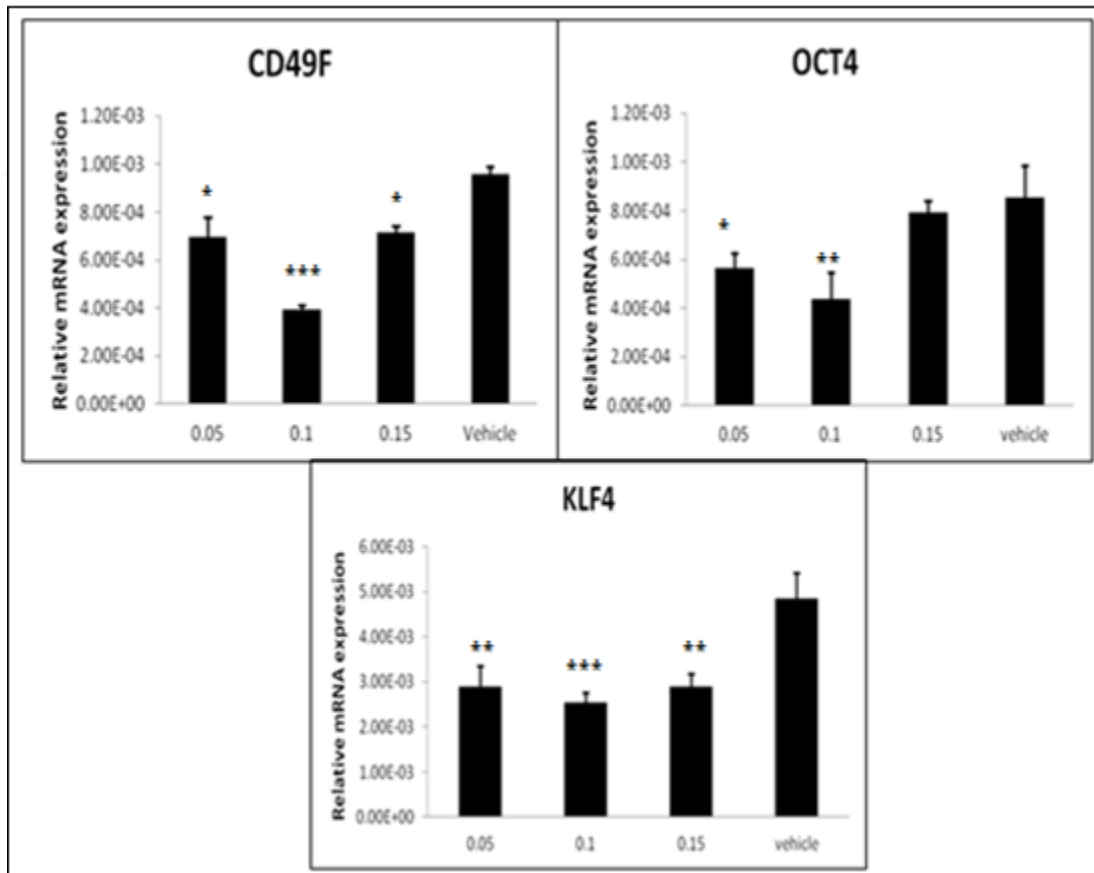 CD49F
Relative mRNA expression
1.20E-03
1.00E-03
8.00E-04
6.00E-04
4.00E-04
2.00E-04
0.00E+00
*
***
*
0.05 0.1 0.15 Vehicle
OCT4
Relative mRNA expression
1.20E-03
1.00E-03
8.00E-04
6.00E-04
4.00E-04
2.00E-04
0.00E+00
*
**
0.05 0.1 0.15 vehicle
KLF4
Relative mRNA expression
6.00E-03
5.00E-03
4.00E-03
3.00E-03
2.00E-03
1.00E-03
0.00E+00
** *** **
0.05 0.1 0.15 vehicle